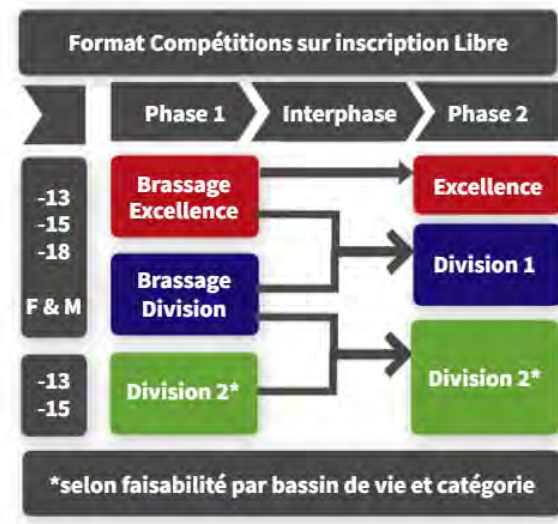 Format Compétitions sur inscription Libre
Phase 1
Interphase
Phase 2
-13
-15
-18
F & M
Brassage
Excellence
Excellence
Brassage
Division
Division 1
-13
-15
Division 2*
Division 2*
*selon faisabilité par bassin de vie et catégorie